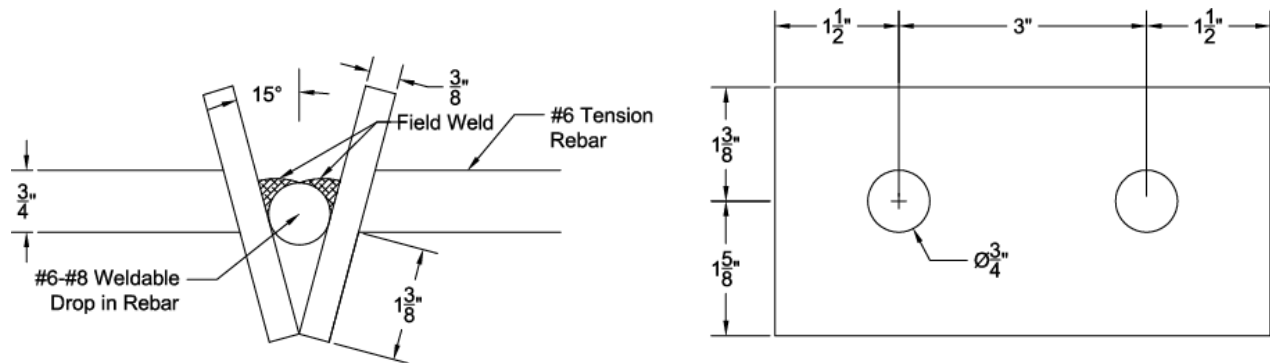 15°
3/8"
Field Weld
#6 Tension
Rebar
3/4"
#6-#8 Weldable
Drop in Rebar
1 3/8"
1 1/2"
3"
1 1/2"
1 3/8"
1 5/8"
Ø3/4"